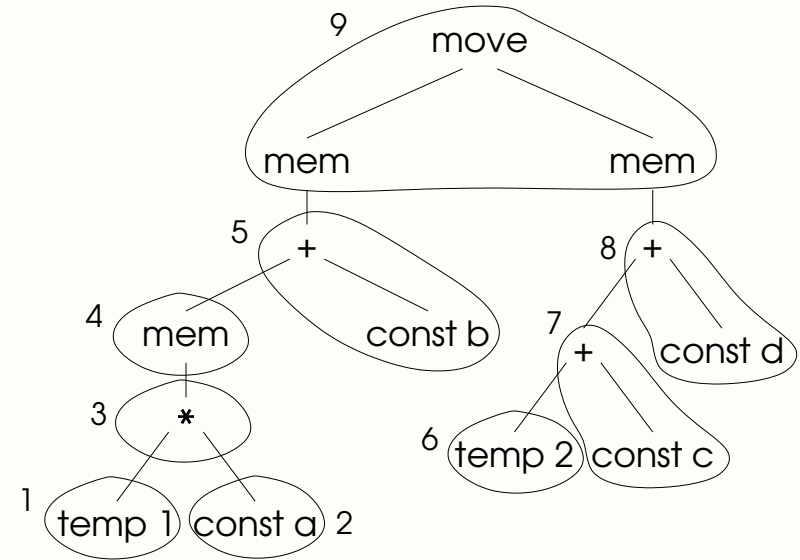 9
move
mem mem
5 + 8 +
4 mem const b
7 + const d
3 *
6 temp 2 const c
1 temp 1 const a 2